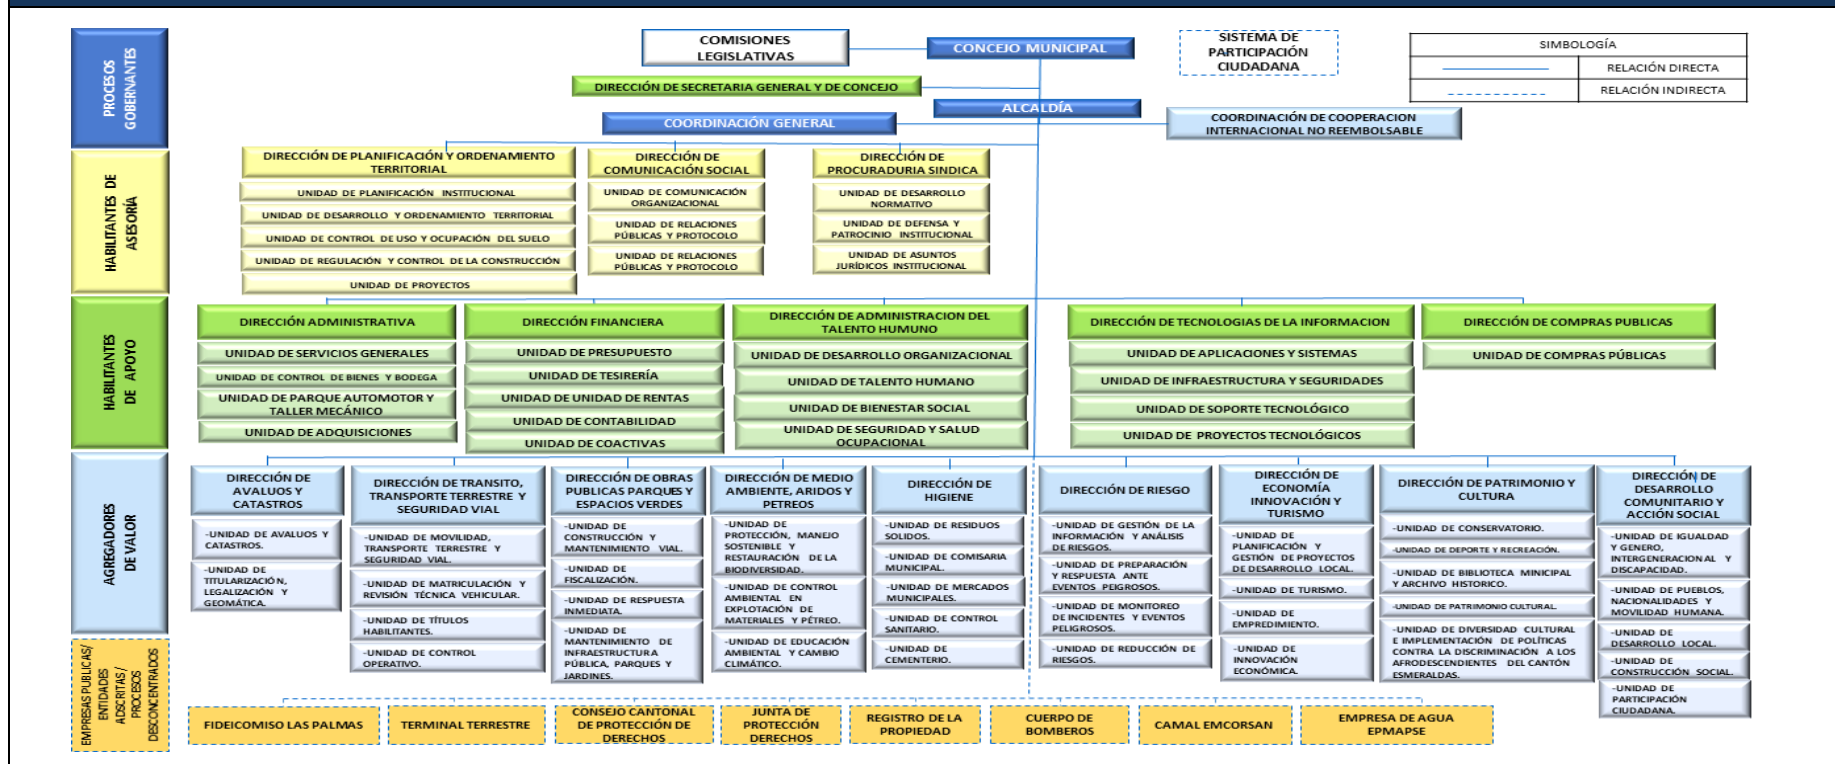 PROCESOS
GOBERNANTES
COMISIONES
LEGISLATIVAS
CONCEJO MUNICIPAL
SISTEMA DE
PARTICIPACIÓN
CIUDADANA
SIMBOLOGÍA
RELACIÓN DIRECTA
RELACIÓN INDIRECTA
DIRECCIÓN DE SECRETARIA GENERAL Y DE CONCEJO
ALCALDÍA
COORDINACIÓN GENERAL
COORDINACIÓN DE COOPERACION
INTERNACIONAL NO REEMBOLSABLE
HABILITANTES DE
ASESORÍA
DIRECCIÓN DE PLANIFICACIÓN Y ORDENAMIENTO
TERRITORIAL
UNIDAD DE PLANIFICACIÓN INSTITUCIONAL
UNIDAD DE DESARROLLO Y ORDENAMIENTO TERRITORIAL
UNIDAD DE CONTROL DE USO Y OCUPACIÓN DEL SUELO
UNIDAD DE REGULACIÓN Y CONTROL DE LA CONSTRUCCIÓN
UNIDAD DE PROYECTOS
DIRECCIÓN DE
COMUNICACIÓN SOCIAL
UNIDAD DE COMUNICACIÓN
ORGANIZACIONAL
UNIDAD DE RELACIONES
PÚBLICAS Y PROTOCOLO
UNIDAD DE RELACIONES
PÚBLICAS Y PROTOCOLO
DIRECCIÓN DE
PROCURADURIA SINDICA
UNIDAD DE DESARROLLO
NORMATIVO
UNIDAD DE DEFENSA Y
PATROCINIO INSTITUCIONAL
UNIDAD DE ASUNTOS
JURÍDICOS INSTITUCIONAL
HABILITANTES
DE APOYO
DIRECCIÓN ADMINISTRATIVA
UNIDAD DE SERVICIOS GENERALES
UNIDAD DE CONTROL DE BIENES Y BODEGA
UNIDAD DE PARQUE AUTOMOTOR Y
TALLER MECÁNICO
UNIDAD DE ADQUISICIONES
DIRECCIÓN FINANCIERA
UNIDAD DE PRESUPUESTO
UNIDAD DE TESIRERÍA
UNIDAD DE UNIDAD DE RENTAS
UNIDAD DE CONTABILIDAD
UNIDAD DE COACTIVAS
DIRECCIÓN DE ADMINISTRACION DEL
TALENTO HUMUNO
UNIDAD DE DESARROLLO ORGANIZACIONAL
UNIDAD DE TALENTO HUMANO
UNIDAD DE BIENESTAR SOCIAL
UNIDAD DE SEGURIDAD Y SALUD
OCUPACIONAL
DIRECCIÓN DE TECNOLOGIAS DE LA INFORMACION
UNIDAD DE APLICACIONES Y SISTEMAS
UNIDAD DE INFRAESTRUCTURA Y SEGURIDADES
UNIDAD DE SOPORTE TECNOLÓGICO
UNIDAD DE PROYECTOS TECNOLÓGICOS
DIRECCIÓN DE COMPRAS PUBLICAS
UNIDAD DE COMPRAS PÚBLICAS
AGREGADORES
DE VALOR
DIRECCIÓN DE
AVALUOS Y
CATASTROS
-UNIDAD DE AVALUOS Y
CATASTROS.
-UNIDAD DE
TITULARIZACIÓN,
LEGALIZACIÓN Y
GEOMÁTICA.
DIRECCIÓN DE TRANSITO,
TRANSPORTE TERRESTRE Y
SEGURIDAD VIAL
-UNIDAD DE MOVILIDAD,
TRANSPORTE TERRESTRE Y
SEGURIDAD VIAL.
-UNIDAD DE MATRICULACIÓN Y
REVISIÓN TÉCNICA VEHICULAR.
-UNIDAD DE TÍTULOS
HABILITANTES.
-UNIDAD DE CONTROL
OPERATIVO.
DIRECCIÓN DE OBRAS
PUBLICAS PARQUES Y
ESPACIOS VERDES
-UNIDAD DE
CONSTRUCCIÓN Y
MANTENIMIENTO VIAL.
-UNIDAD DE
FISCALIZACIÓN.
-UNIDAD DE RESPUESTA
INMEDIATA.
-UNIDAD DE
MANTENIMIENTO DE
INFRAESTRUCTURA
PÚBLICA, PARQUES Y
JARDINES.
DIRECCIÓN DE MEDIO
AMBIENTE, ARIDOS Y
PETREOS
-UNIDAD DE
PROTECCIÓN, MANEJO
SOSTENIBLE Y
RESTAURACIÓN DE LA
BIODIVERSIDAD.
-UNIDAD DE CONTROL
AMBIENTAL EN
EXPLOTACIÓN DE
MATERIALES Y PÉTREO.
-UNIDAD DE EDUCACIÓN
AMBIENTAL Y CAMBIO
CLIMÁTICO.
DIRECCIÓN DE
HIGIENE
-UNIDAD DE RESIDUOS
SOLIDOS.
-UNIDAD DE COMISARIA
MUNICIPAL.
-UNIDAD DE MERCADOS
MUNICIPALES.
-UNIDAD DE CONTROL
SANITARIO.
-UNIDAD DE
CEMENTERIO.
DIRECCIÓN DE RIESGO
-UNIDAD DE GESTIÓN DE LA
INFORMACIÓN Y ANÁLISIS
DE RIESGOS.
-UNIDAD DE PREPARACIÓN
Y RESPUESTA ANTE
EVENTOS PEIGROSOS.
-UNIDAD DE MONITOREO
DE INCIDENTES Y EVENTOS
PELIGROSOS.
-UNIDAD DE REDUCCIÓN DE
RIESGOS.
DIRECCIÓN DE
ECONOMÍA
INNOVACIÓN Y
TURISMO
-UNIDAD DE
PLANIFICACIÓN Y
GESTIÓN DE PROYECTOS
DE DESARROLLO LOCAL.
-UNIDAD DE TURISMO.
-UNIDAD DE
EMPREDIMIENTO.
-UNIDAD DE
INNOVACIÓN
ECONÓMICA.
DIRECCIÓN DE PATRIMONIO Y
CULTURA
-UNIDAD DE CONSERVATORIO.
-UNIDAD DE DEPORTE Y RECREACIÓN.
-UNIDAD DE BIBLIOTECA MINICIPAL
Y ARCHIVO HISTORICO.
-UNIDAD DE PATRIMONIO CULTURAL.
-UNIDAD DE DIVERSIDAD CULTURAL
E IMPLEMENTACIÓN DE POLÍTICAS
CONTRA LA DISCRIMINACIÓN A LOS
AFRODESCENDIENTES DEL CANTÓN
ESMERALDAS.
DIRECCIÓN DE
DESARROLLO
COMUNITARIO Y
ACCIÓN SOCIAL
-UNIDAD DE IGUALDAD
Y GENERO,
INTERGENERACIONAL Y
DISCAPACIDAD.
-UNIDAD DE PUEBLOS,
NACIONALIDADES Y
MOVILIDAD HUMANA.
-UNIDAD DE
DESARROLLO LOCAL.
-UNIDAD DE
CONSTRUCCIÓN SOCIAL.
-UNIDAD DE
PARTICIPACIÓN
CIUDADANA.
EMPRESAS PUBLICAS/
ENTIDADES
ADSCRITAS/
PROCESOS
DESCONCENTRADOS
FIDEICOMISO LAS PALMAS
TERMINAL TERRESTRE
CONSEJO CANTONAL
DE PROTECCIÓN DE
DERECHOS
JUNTA DE
PROTECCIÓN
DERECHOS
REGISTRO DE LA
PROPIEDAD
CUERPO DE
BOMBEROS
CAMAL EMCORSAN
EMPRESA DE AGUA
EPMAPSE